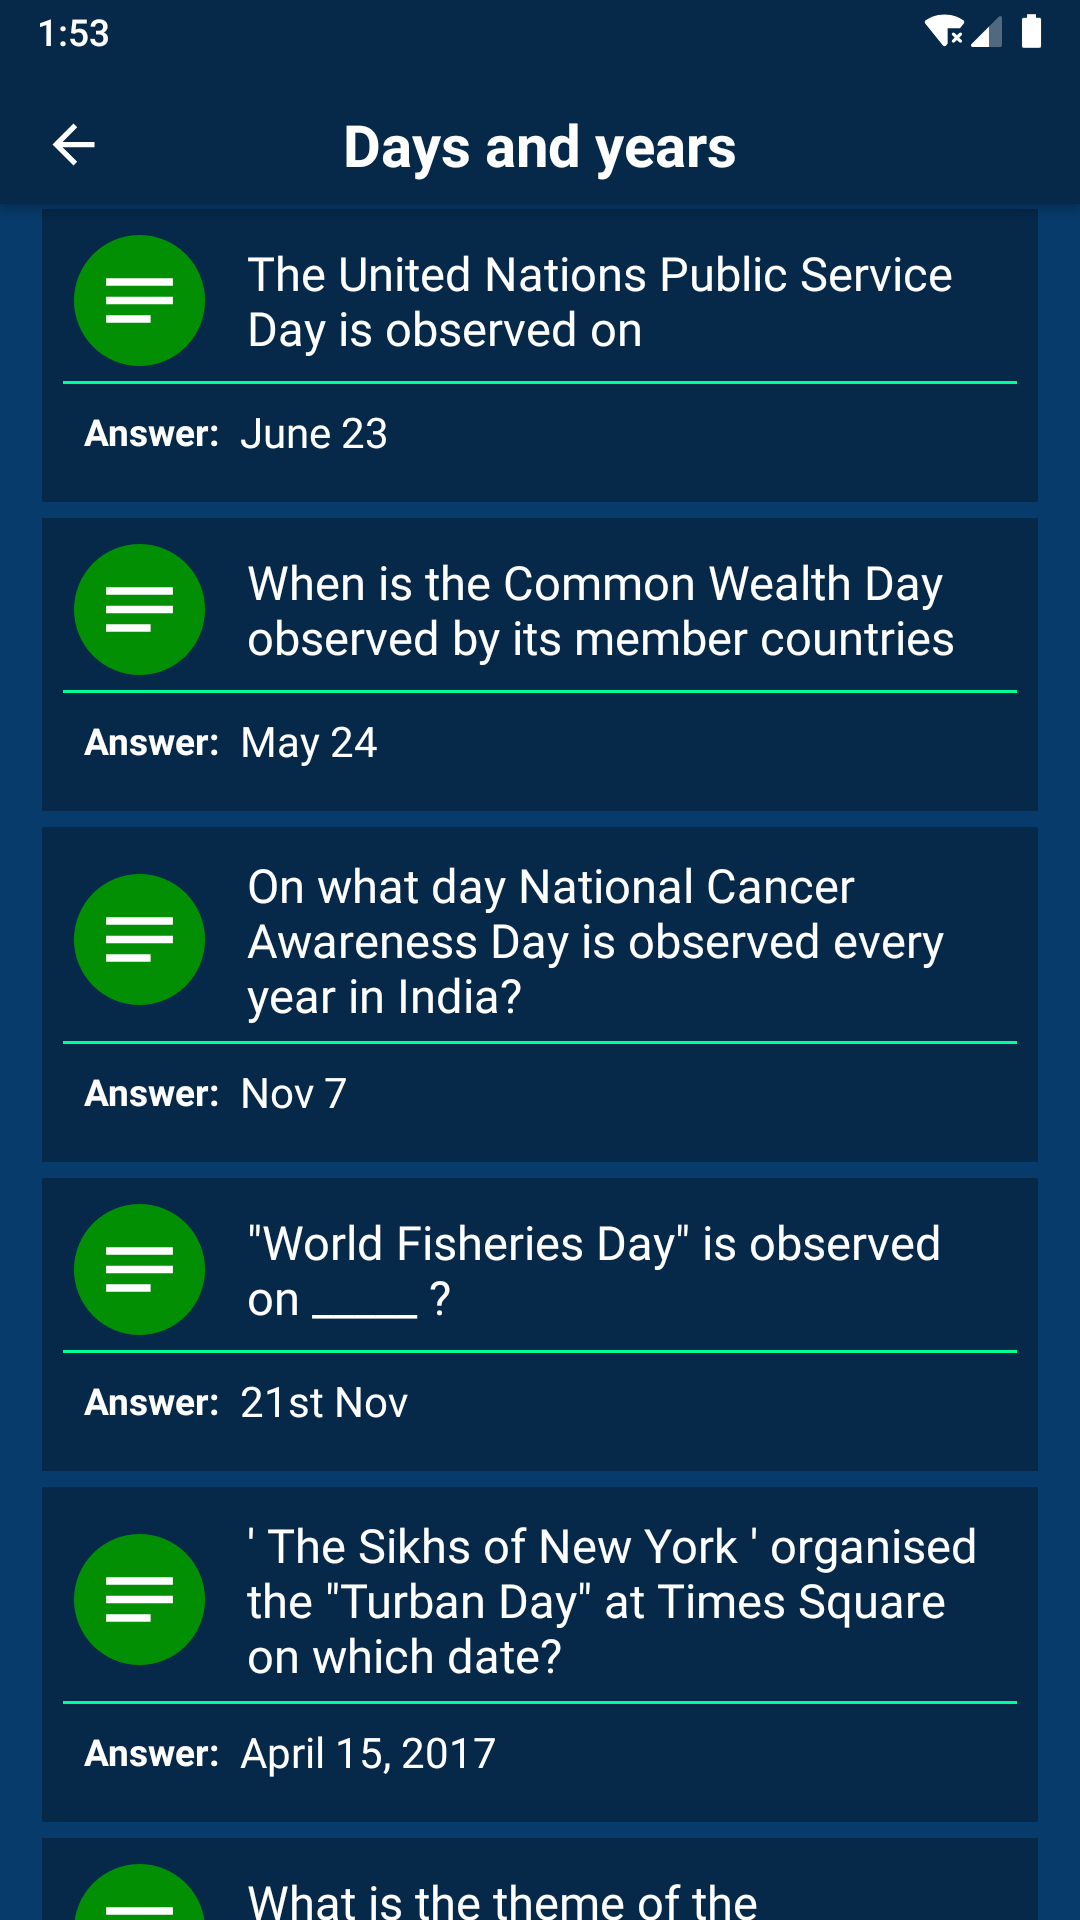 1:53
Days and years
The United Nations Public Service
Day is observed on
Answer: June 23
When is the Common Wealth Day
observed by its member countries
Answer: May 24
On what day National Cancer
Awareness Day is observed every
year in India?
Answer: Nov 7
"World Fisheries Day" is observed
on _____ ?
Answer: 21st Nov
' The Sikhs of New York ' organised
the "Turban Day" at Times Square
on which date?
Answer: April 15, 2017
What is the theme of the